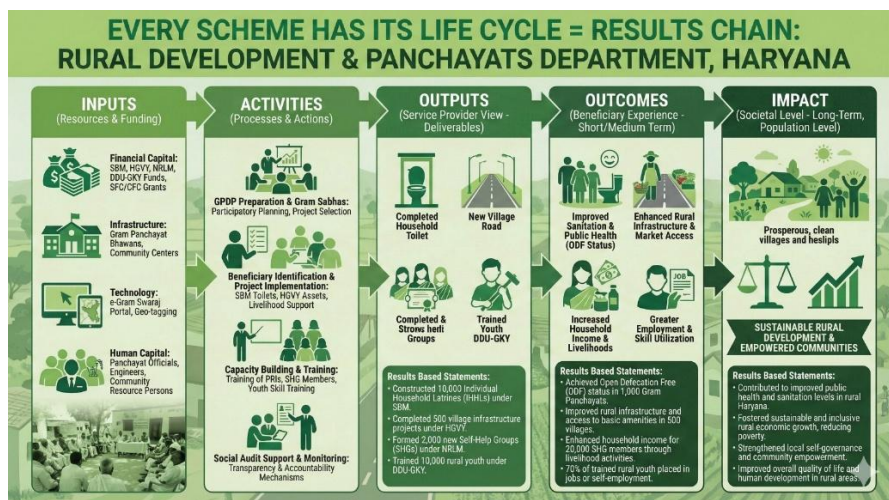 EVERY SCHEME HAS ITS LIFE CYCLE = RESULTS CHAIN:
RURAL DEVELOPMENT & PANCHAYATS DEPARTMENT, HARYANA
INPUTS
(Resources & Funding)
Financial Capital:
SBM, HGVY, NRLM,
DDU-GKY Funds,
SFC/CFC Grants
Infrastructure:
Gram Panchayat
Bhawans,
Community Centers
Technology:
e-Gram Swaraj
Portal, Geo-tagging
Human Capital:
Panchayat Officials,
Engineers,
Community
Resource Persons
ACTIVITIES
(Processes & Actions)
GPDP Preparation & Gram Sabhas:
Participatory Planning, Project Selection
Beneficiary Identification &
Project Implementation:
SBM Toilets, HGVY Assets,
Livelihood Support
Capacity Building & Training:
Training of PRIs, SHG Members,
Youth Skill Training
Social Audit Support & Monitoring:
Transparency & Accountability
Mechanisms
OUTPUTS
(Service Provider View -
Deliverables)
Completed
Household
Toilet
New Village
Road
Completed &
Strows herli
Groups
Trained
Youth
DDU-GKY
Results Based Statements:
• Constructed 10,000 Individual
Household Latrines (IHHLs) under
SBM.
• Completed 500 village infrastructure
projects under HGVY.
• Formed 2,000 new Self-Help Groups
(SHGs) under NRLM.
• Trained 10,000 rural youth under
DDU-GKY.
OUTCOMES
(Beneficiary Experience -
Short/Medium Term)
Improved
Sanitation &
Public Health
(ODF Status)
Enhanced Rural
Infrastructure &
Market Access
Increased
Household
Income &
Livelihoods
JOB
Greater
Employment &
Skill Utilization
Results Based Statements:
• Achieved Open Defecation Free
(ODF) status in 1,000 Gram
Panchayats.
• Improved rural infrastructure and
access to basic amenities in 500
villages.
• Enhanced household income for
20,000 SHG members through
livelihood activities.
• 70% of trained rural youth placed in
jobs or self-employment.
IMPACT
(Societal Level - Long-Term,
Population Level)
Prosperous, clean
villages and heslipls
SUSTAINABLE RURAL
DEVELOPMENT &
EMPOWERED COMMUNITIES
Results Based Statements:
• Contributed to improved public
health and sanitation levels in rural
Haryana.
• Fostered sustainable and inclusive
rural economic growth, reducing
poverty.
• Strengthened local self-governance
and community empowerment.
• Improved overall quality of life and
human development in rural areas.